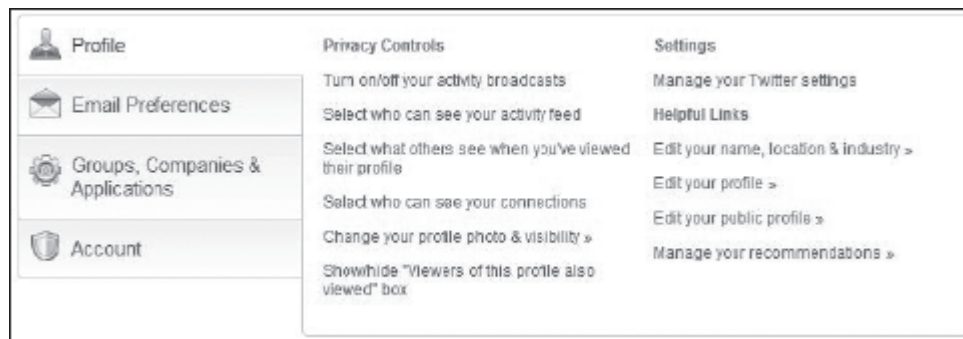 Profile
Email Preferences
Groups, Companies &
Applications
Account
Privacy Controls
Turn on/off your activity broadcasts
Select who can see your activity feed
Select what others see when you've viewed
their profile
Select who can see your connections
Change your profile photo & visibility »
Show/hide "Viewers of this profile also
viewed" box
Settings
Manage your Twitter settings
Helpful Links
Edit your name, location & industry »
Edit your profile »
Edit your public profile »
Manage your recommendations »